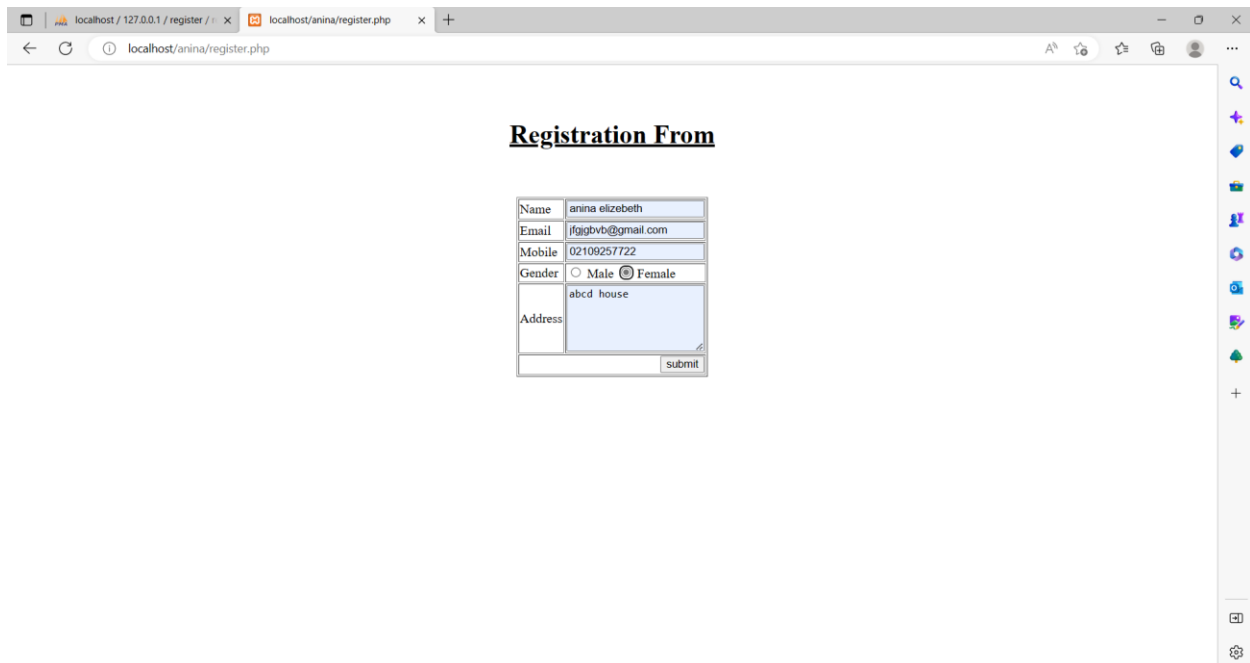 localhost / 127.0.0.1 / register / r
localhost/anina/register.php
localhost/anina/register.php
Registration From
Name anina elizebeth
Email jfgjgbvb@gmail.com
Mobile 02109257722
Gender Male Female
Address abcd house
submit